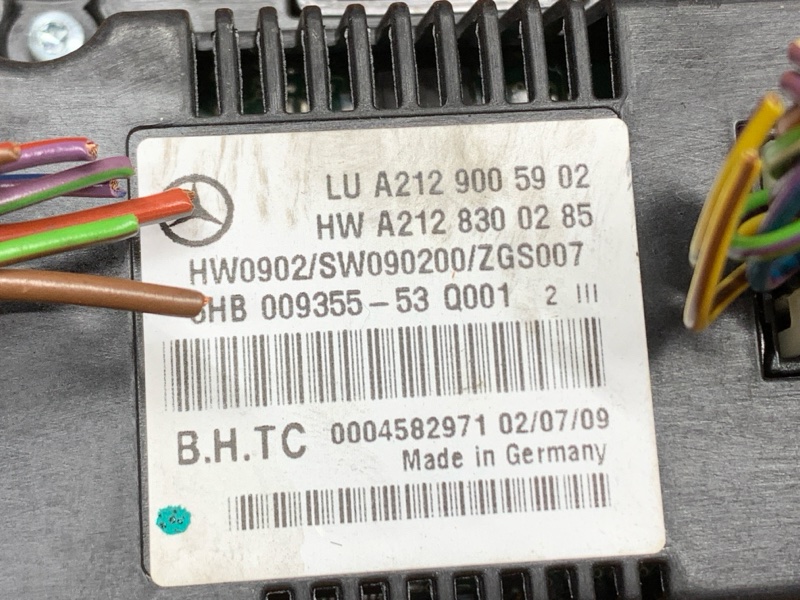 LU A212 900 59 02
HW A212 830 02 85
HW0902/SW090200/ZGS007
HB 009355-53 Q001 2 III
B.H.TC 0004582971 02/07/09
Made in Germany